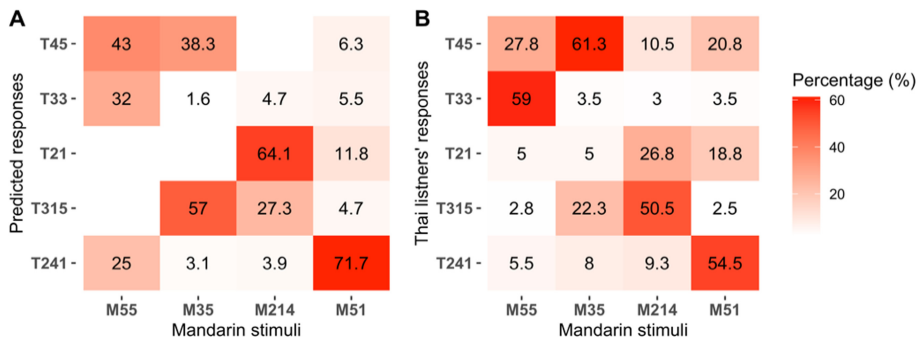 A
B
T45 43 38.3 6.3
T33 32 1.6 4.7 5.5
T21 64.1 11.8
T315 57 27.3 4.7
T241 25 3.1 3.9 71.7
M55 M35 M214 M51
Mandarin stimuli
Predicted responses
T45 27.8 61.3 10.5 20.8
T33 59 3.5 3 3.5
T21 5 5 26.8 18.8
T315 2.8 22.3 50.5 2.5
T241 5.5 8 9.3 54.5
M55 M35 M214 M51
Mandarin stimuli
Thai listners' responses
Percentage (%)
60
40
20